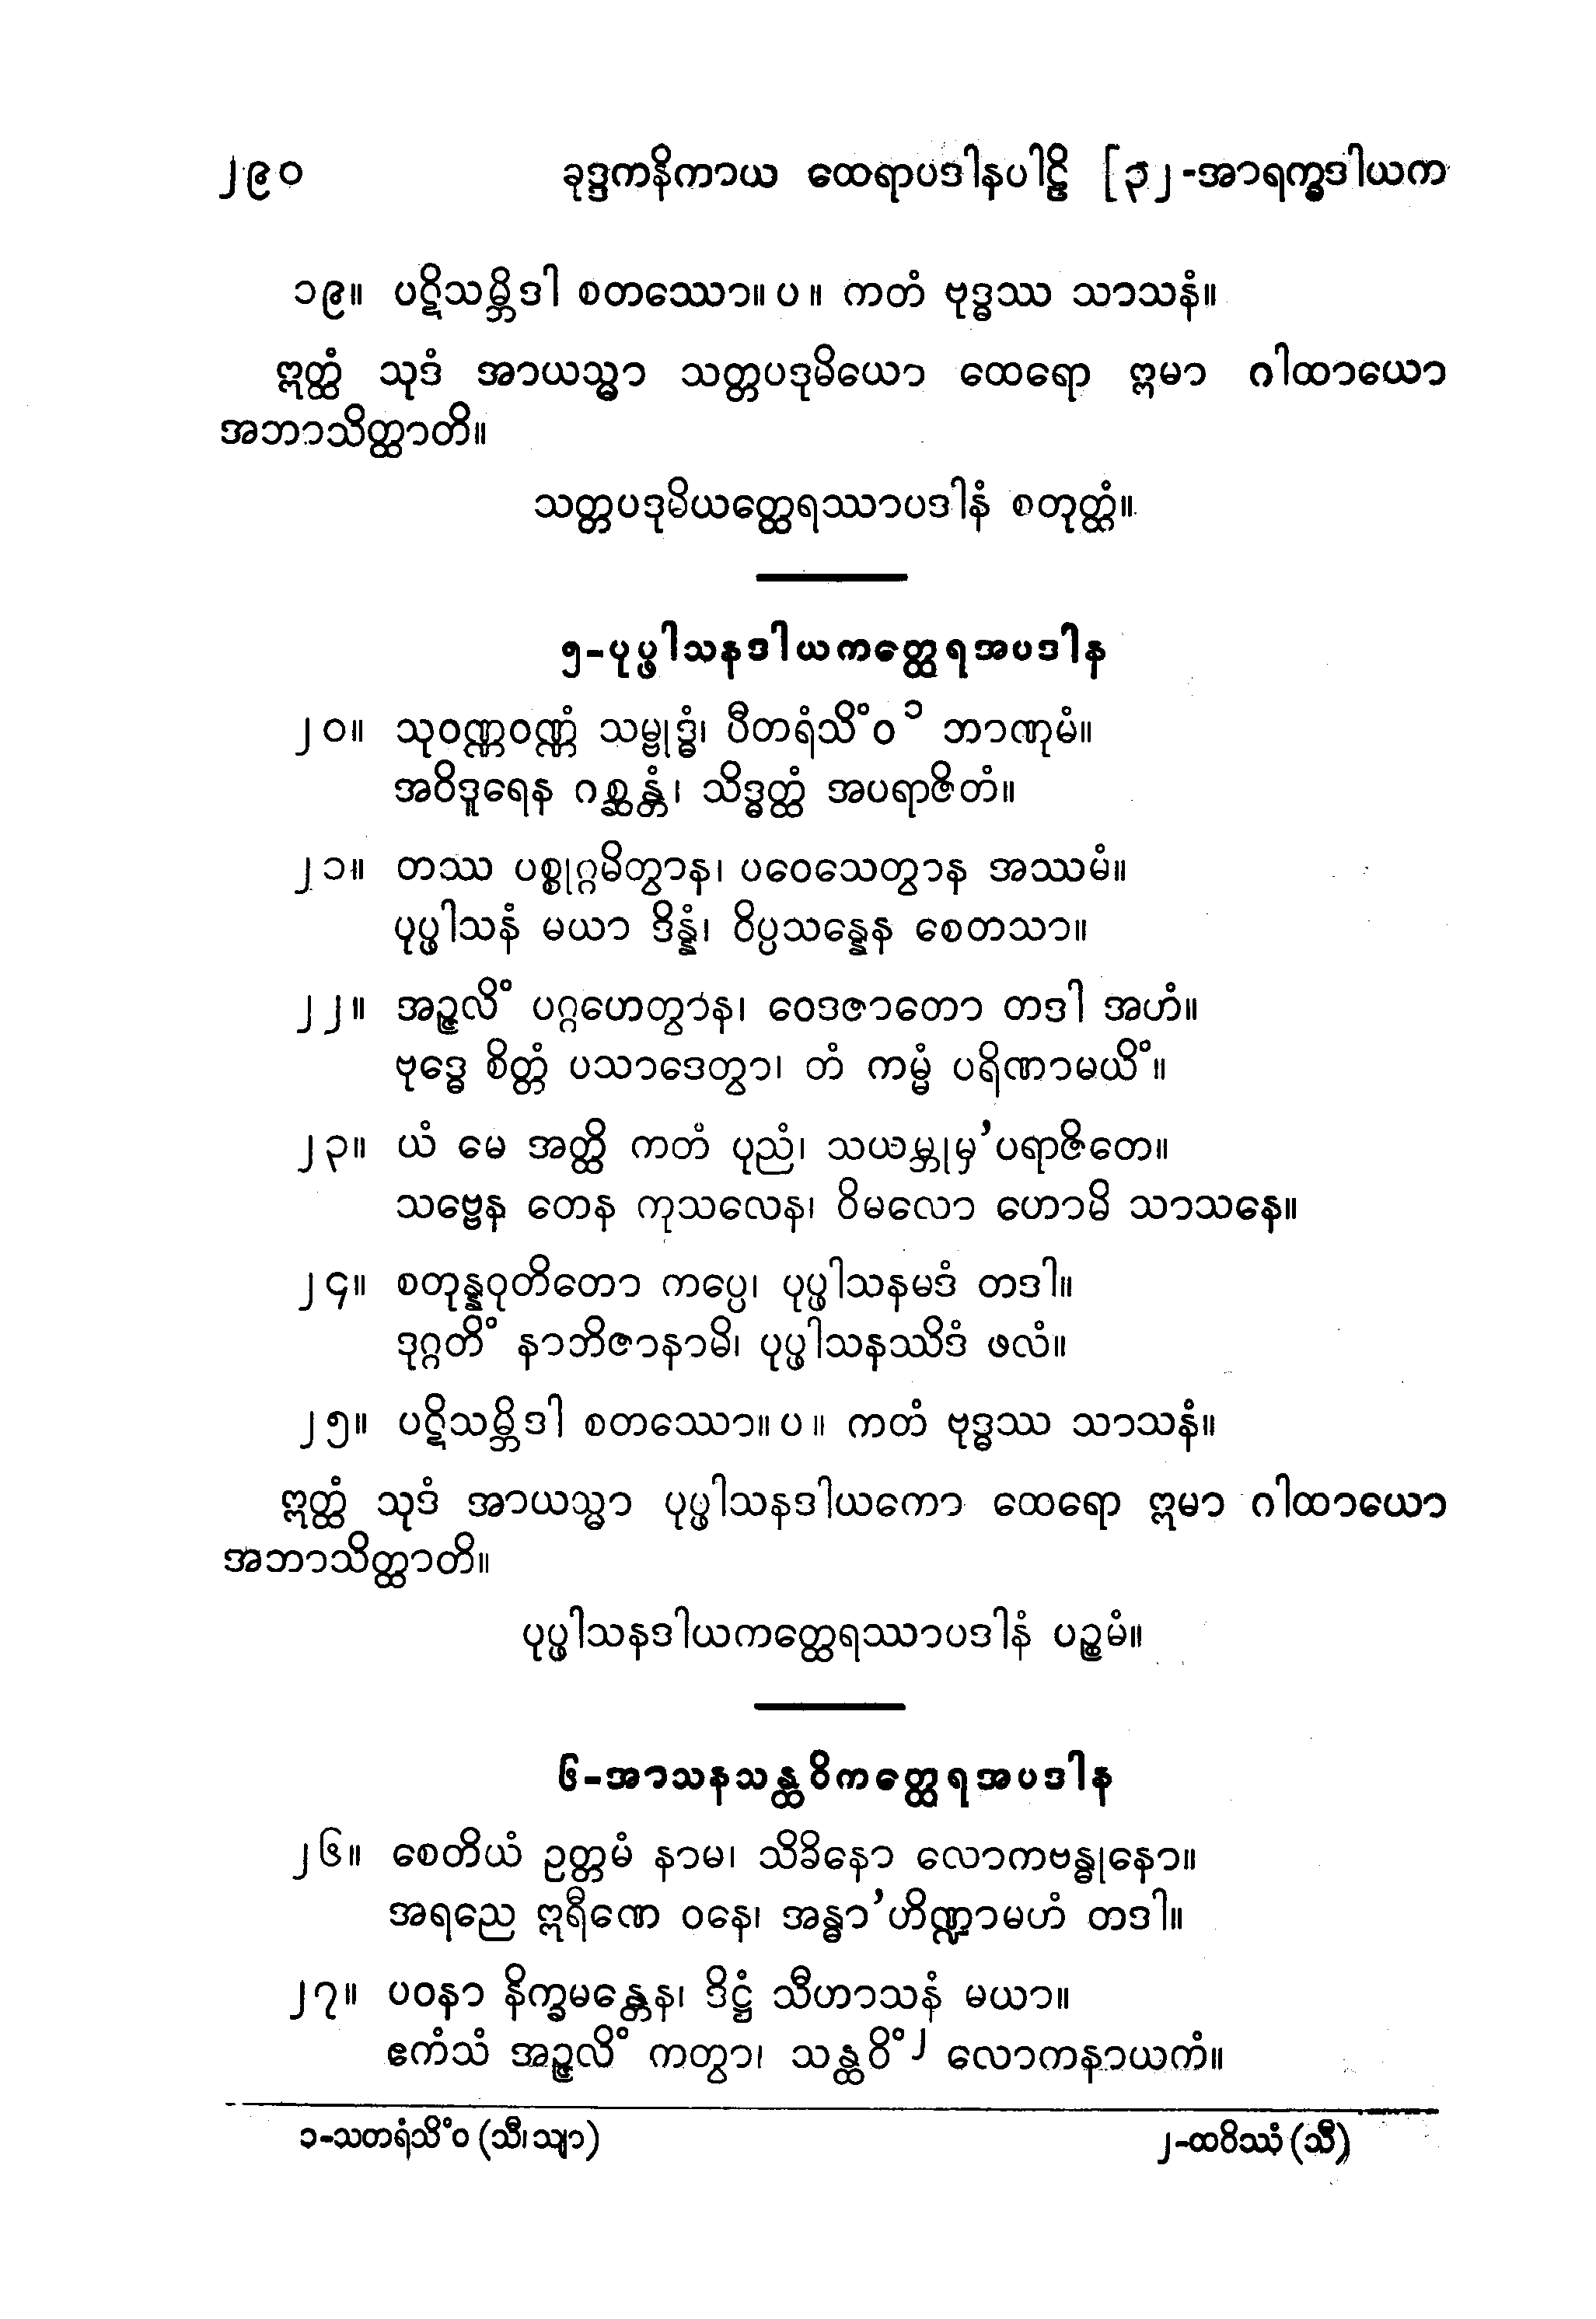 ၂၉၀ ခုဒ္ဒကနိကာယ ထေရာပဒါနပါဠိ [၃၂-အာရက္ခဒါယက
၁၉။ ပဋိသမ္ဘိဒါ စတဿော။ပ။ ကတံ ဗုဒ္ဓဿ သာသနံ။
ဣတ္ထံ သုဒံ အာယသ္မာ သတ္တပဒုမိယော ထေရော ဣမာ ဂါထာယော
အဘာသိတ္ထာတိ။
သတ္တပဒုမိယတ္ထေရဿာပဒါနံ စတုတ္ထံ။
၅-ပုပ္ဖါသနဒါယကတ္ထေရအပဒါန
၂၀။ သုဝဏ္ဏဝဏ္ဏံ သမ္ဗုဒ္ဓံ၊ ပီတရံသိံဝ၁ ဘာဏုမံ။
အဝိဒူရေန ဂစ္ဆန္တံ၊ သိဒ္ဓတ္ထံ အပရာဇိတံ။
၂၁။ တဿ ပစ္စုဂ္ဂမိတွာန၊ ပဝေသေတွာန အဿမံ။
ပုပ္ဖါသနံ မယာ ဒိန္နံ၊ ဝိပ္ပသန္နေန စေတသာ။
၂၂။ အဉ္ဇလိံ ပဂ္ဂဟေတွာန၊ ဝေဒဇာတော တဒါ အဟံ။
ဗုဒ္ဓေ စိတ္တံ ပသာဒေတွာ၊ တံ ကမ္မံ ပရိဏာမယိံ။
၂၃။ ယံ မေ အတ္ထိ ကတံ ပုညံ၊ သယမ္ဘုမှ’ပရာဇိတေ။
သဗ္ဗေန တေန ကုသလေန၊ ဝိမလော ဟောမိ သာသနေ။
၂၄။ စတုန္နဝုတိတော ကပ္ပေ၊ ပုပ္ဖါသနမဒံ တဒါ။
ဒုဂ္ဂတိံ နာဘိဇာနာမိ၊ ပုပ္ဖါသနဿိဒံ ဖလံ။
၂၅။ ပဋိသမ္ဘိဒါ စတဿော။ပ။ ကတံ ဗုဒ္ဓဿ သာသနံ။
ဣတ္ထံ သုဒံ အာယသ္မာ ပုပ္ဖါသနဒါယကော ထေရော ဣမာ ဂါထာယော
အဘာသိတ္ထာတိ။
ပုပ္ဖါသနဒါယကတ္ထေရဿာပဒါနံ ပဉ္စမံ။
၆-အာသနသန္ထဝိကတ္ထေရအပဒါန
၂၆။ စေတိယံ ဥတ္တမံ နာမ၊ သိခိနော လောကဗန္ဓုနော။
အရညေ ဣရီဏေ ဝနေ၊ အန္ဓာ’ဟိဏ္ဍာမဟံ တဒါ။
၂၇။ ပဝနာ နိက္ခမန္တေန၊ ဒိဋ္ဌံ သီဟာသနံ မယာ။
ဧကံသံ အဉ္ဇလိံ ကတွာ၊ သန္ထဝိံ၂ လောကနာယကံ။
၁-သတရံသိံဝ (သီ၊သျာ) ၂-ထဝိဿံ (သီ)